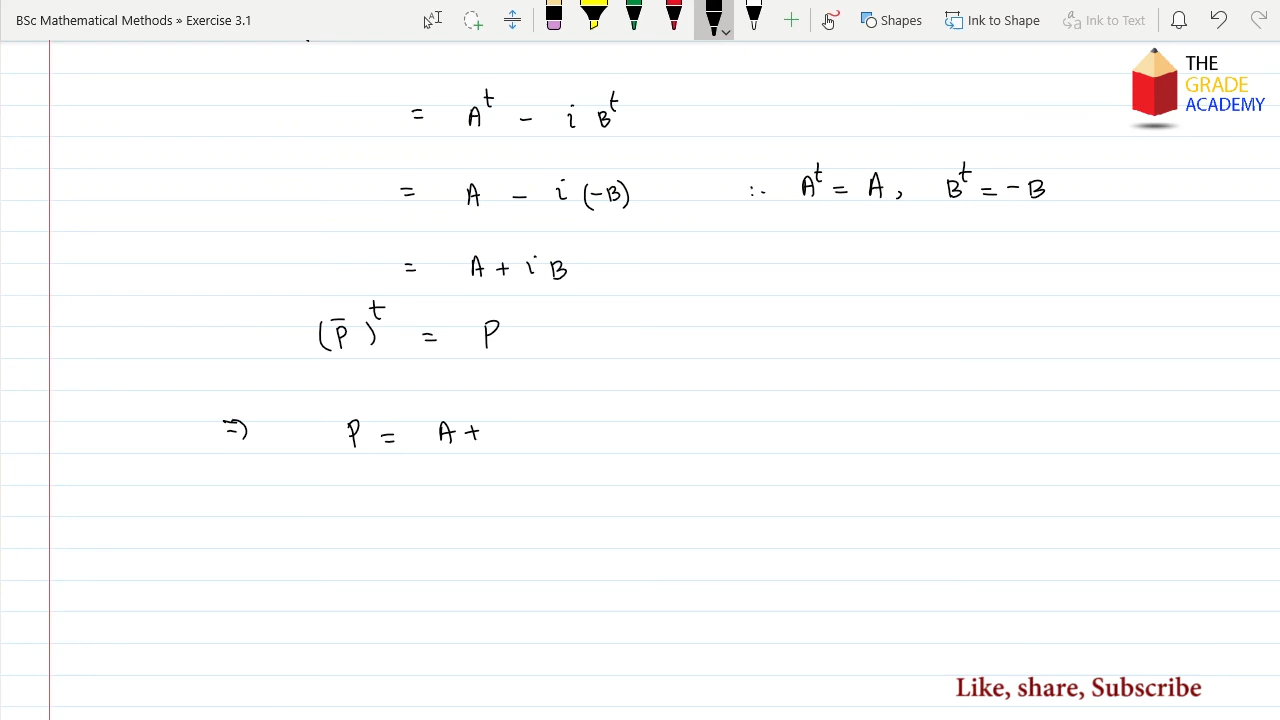 BSc Mathematical Methods » Exercise 3.1
Shapes
Ink to Shape
Ink to Text
THE
GRADE
ACADEMY
= A^t - i B^t
= A - i (-B) ∵ A^t = A, B^t = -B
= A + i B
(P̄)^t = P
⇒ P = A +
Like, share, Subscribe